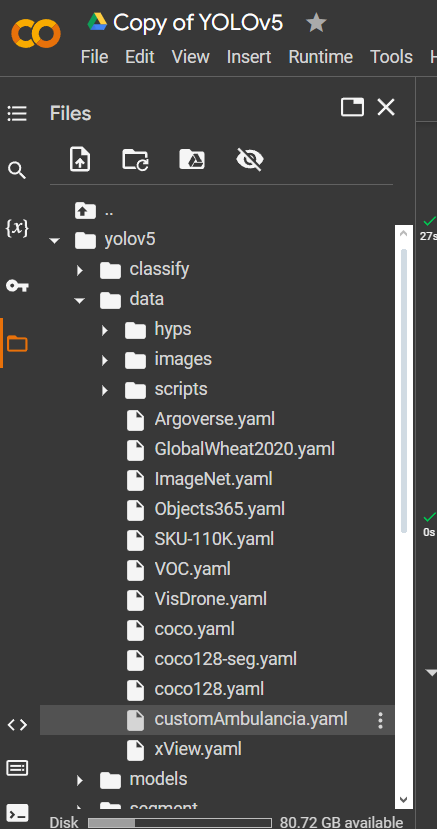 Copy of YOLOv5
File Edit View Insert Runtime Tools
Files
{x}
..
27s
yolov5
classify
data
hyps
images
scripts
Argoverse.yaml
GlobalWheat2020.yaml
ImageNet.yaml
Objects365.yaml
0s
SKU-110K.yaml
VOC.yaml
VisDrone.yaml
coco.yaml
coco128-seg.yaml
coco128.yaml
customAmbulancia.yaml
xView.yaml
models
segment
Disk 80.72 GB available